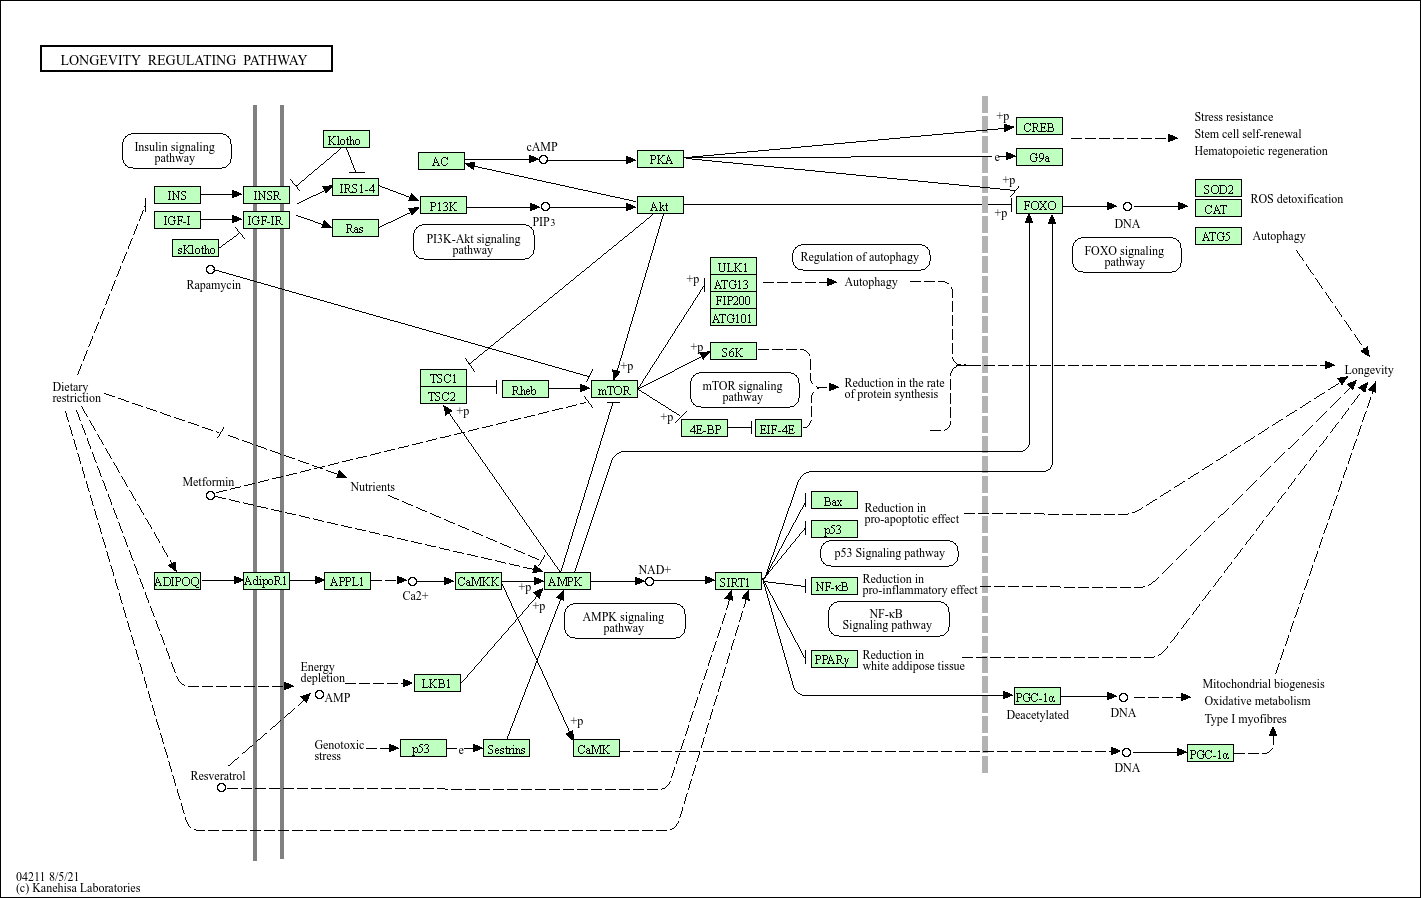 LONGEVITY REGULATING PATHWAY
Insulin signaling
pathway
Klotho
INS
INSR
IRS1-4
IGF-I
IGF-IR
Ras
sKlotho
Rapamycin
AC
cAMP
PKA
P13K
PIP3
Akt
PI3K-Akt signaling
pathway
+p
CREB
e
G9a
+p
FOXO
+p
DNA
FOXO signaling
pathway
Stress resistance
Stem cell self-renewal
Hematopoietic regeneration
SOD2
CAT
ROS detoxification
ATG5
Autophagy
+p
ULK1
ATG13
FIP200
ATG101
Regulation of autophagy
Autophagy
+p
S6K
mTOR signaling
pathway
Reduction in the rate
of protein synthesis
+p
4E-BP
EIF-4E
TSC1
TSC2
+p
Rheb
+p
mTOR
Longevity
Dietary
restriction
Metformin
Nutrients
ADIPOQ
AdipoR1
APPL1
Ca2+
CaMKK
+p
+p
AMPK
AMPK signaling
pathway
NAD+
SIRT1
Bax
Reduction in
pro-apoptotic effect
p53
p53 Signaling pathway
NF-κB
Reduction in
pro-inflammatory effect
NF-κB
Signaling pathway
PPARγ
Reduction in
white addipose tissue
Energy
depletion
AMP
LKB1
Genotoxic
stress
p53
e
Sestrins
+p
CaMK
Resveratrol
PGC-1α
Deacetylated
DNA
Mitochondrial biogenesis
Oxidative metabolism
Type I myofibres
DNA
PGC-1α
04211 8/5/21
(c) Kanehisa Laboratories